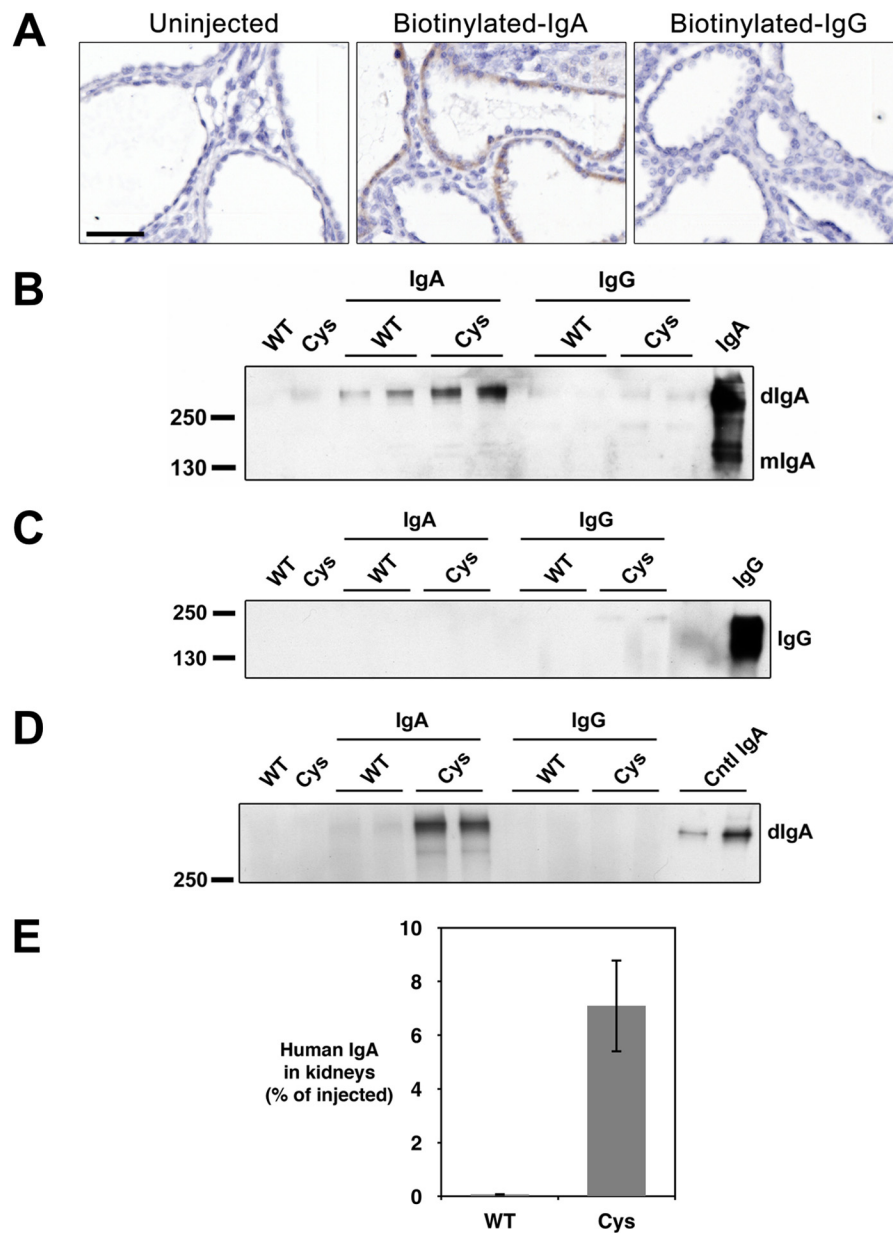 A
Uninjected Biotinylated-IgA Biotinylated-IgG
B
IgA IgG
WT Cys WT Cys WT Cys IgA
250
130
dIgA
mIgA
C
IgA IgG
WT Cys WT Cys WT Cys IgG
250
130
IgG
D
IgA IgG
WT Cys WT Cys WT Cys Cntl IgA
dIgA
250
E
10
8
6
4
2
0
Human IgA
in kidneys
(% of injected)
WT Cys